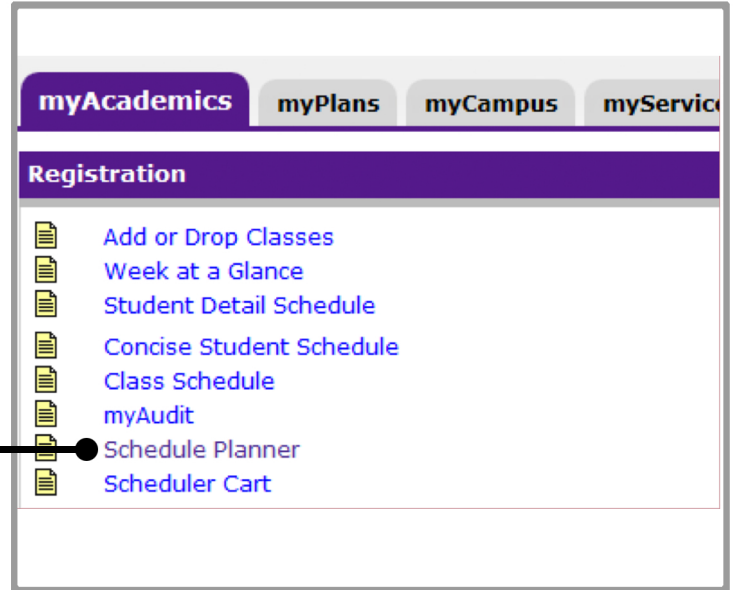 myAcademics myPlans myCampus myService
Registration
Add or Drop Classes
Week at a Glance
Student Detail Schedule
Concise Student Schedule
Class Schedule
myAudit
Schedule Planner
Scheduler Cart